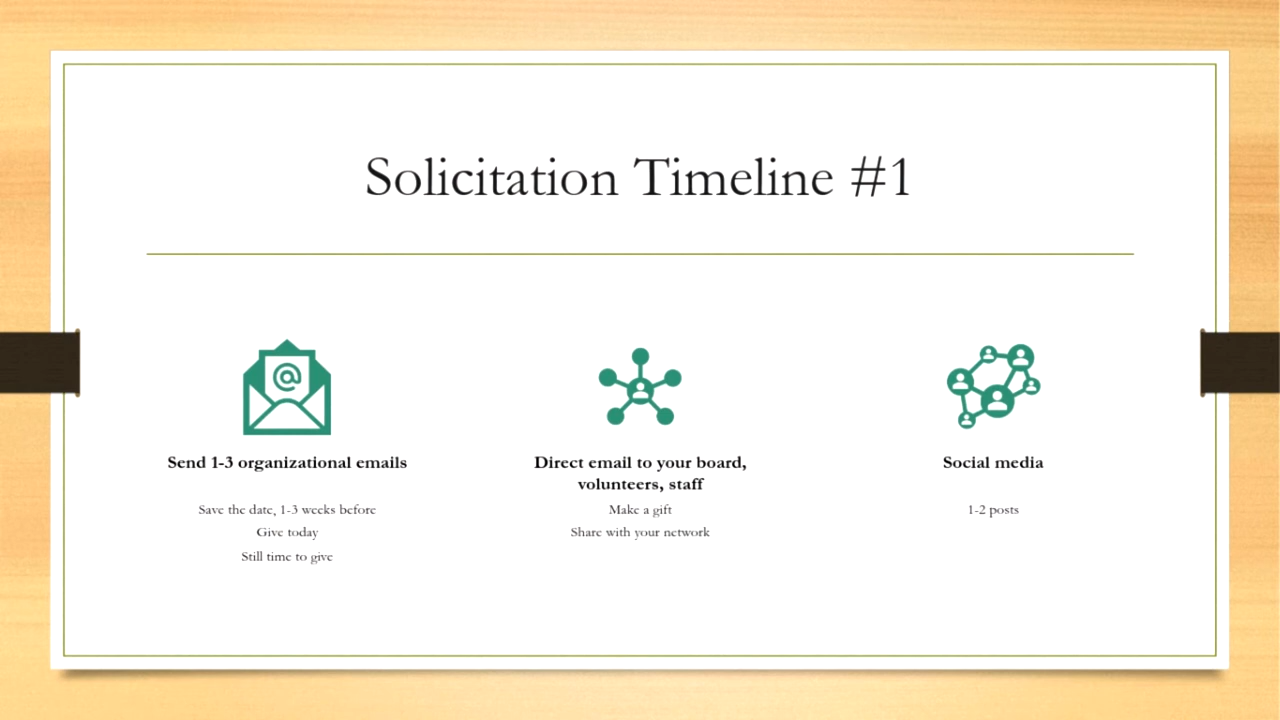 Solicitation Timeline #1
@
Send 1-3 organizational emails
Save the date, 1-3 weeks before
Give today
Still time to give
Direct email to your board,
volunteers, staff
Make a gift
Share with your network
Social media
1-2 posts